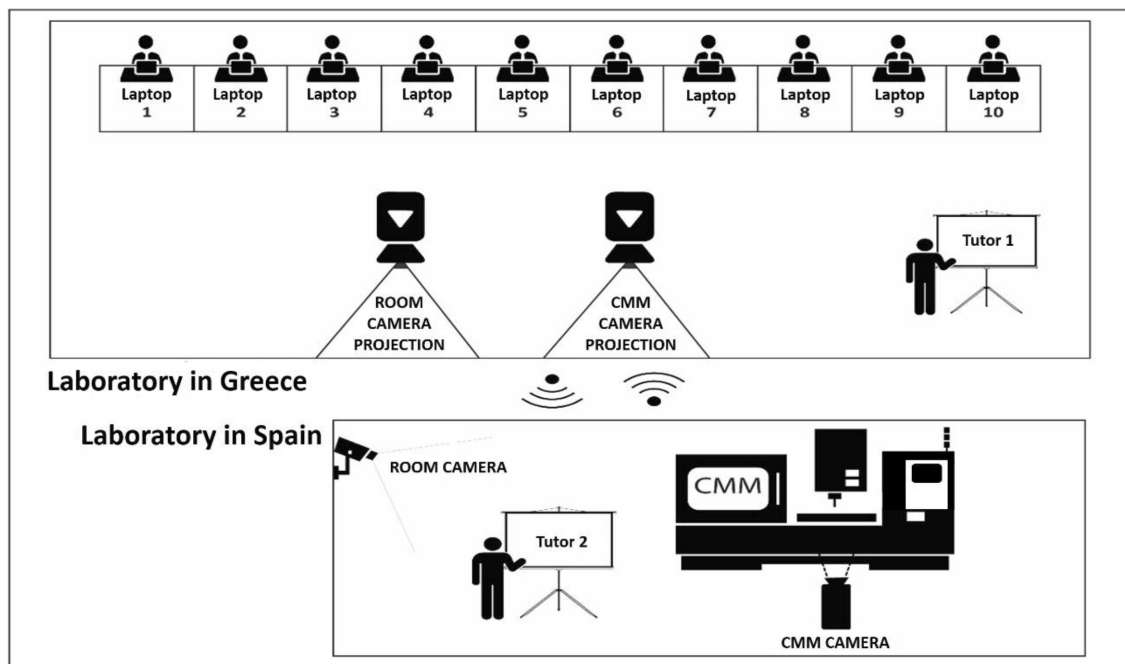 Laptop 1
Laptop 2
Laptop 3
Laptop 4
Laptop 5
Laptop 6
Laptop 7
Laptop 8
Laptop 9
Laptop 10
Tutor 1
ROOM
CAMERA
PROJECTION
CMM
CAMERA
PROJECTION
Laboratory in Greece
Laboratory in Spain
ROOM CAMERA
CMM
Tutor 2
CMM CAMERA